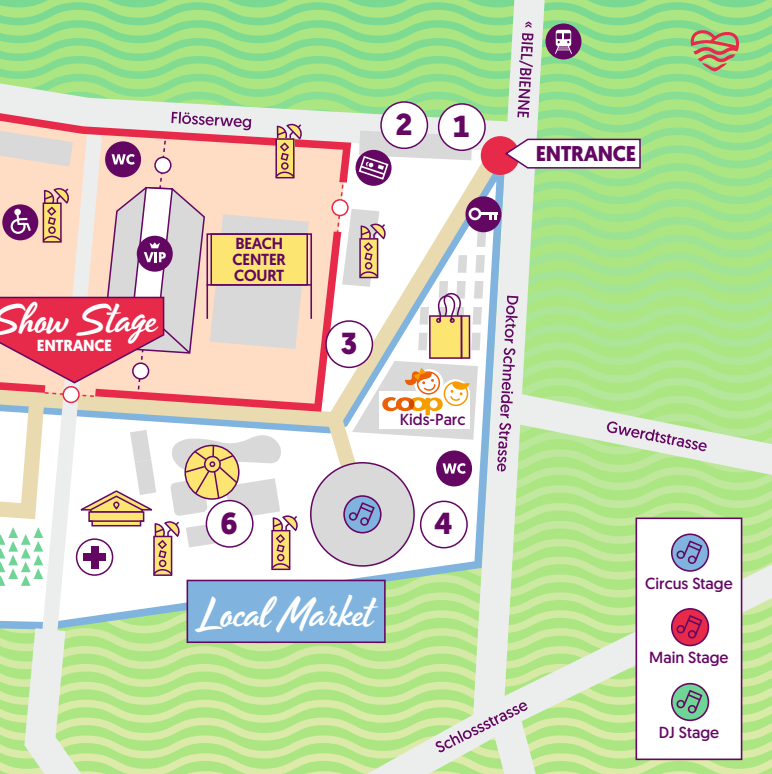 « BIEL/BIENNE
Flösserweg
2
1
ENTRANCE
WC
VIP
BEACH
CENTER
COURT
Show Stage
ENTRANCE
3
Doktor Schneider Strasse
coop
Kids-Parc
Gwerdtstrasse
WC
6
4
Local Market
Circus Stage
Main Stage
DJ Stage
Schlossstrasse